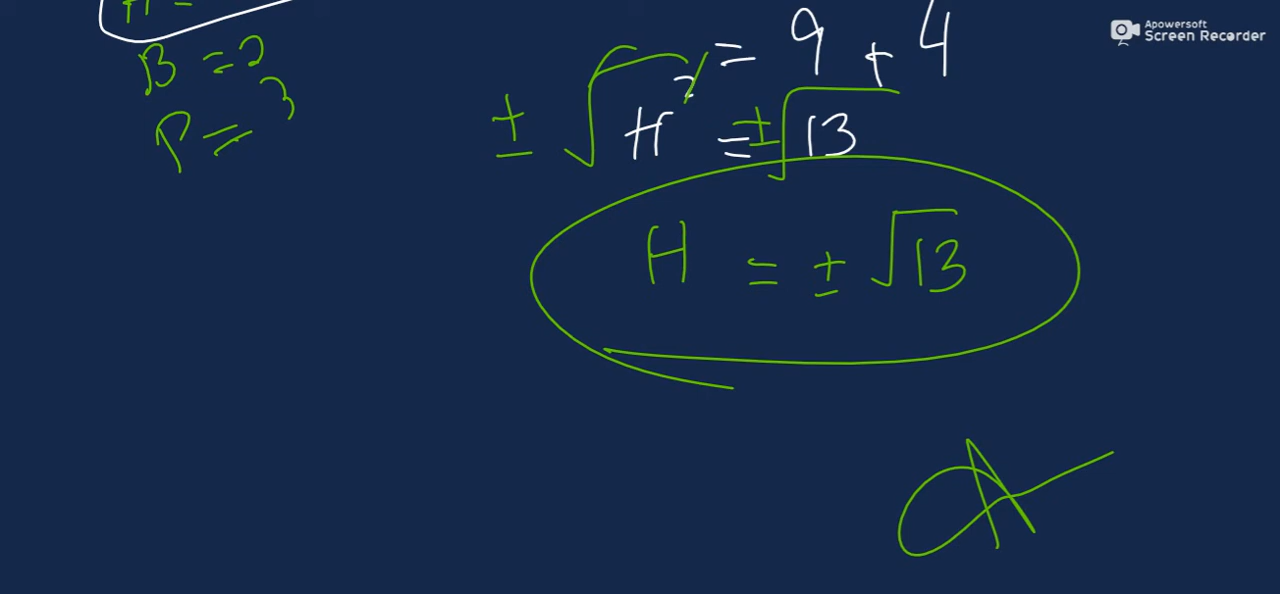 H =
B = 2
P = 3
= 9 + 4
± √H² = ± √13
H = ± √13
Apowersoft
Screen Recorder